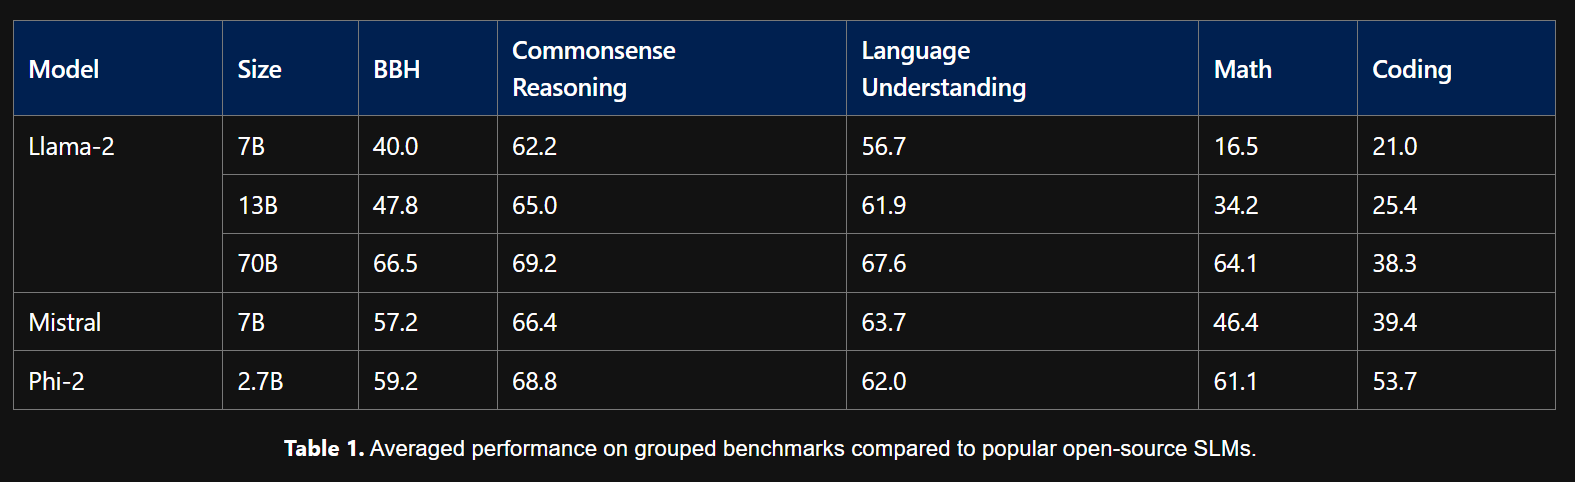 Model Size BBH Commonsense Reasoning Language Understanding Math Coding
Llama-2 7B 40.0 62.2 56.7 16.5 21.0
13B 47.8 65.0 61.9 34.2 25.4
70B 66.5 69.2 67.6 64.1 38.3
Mistral 7B 57.2 66.4 63.7 46.4 39.4
Phi-2 2.7B 59.2 68.8 62.0 61.1 53.7
Table 1. Averaged performance on grouped benchmarks compared to popular open-source SLMs.